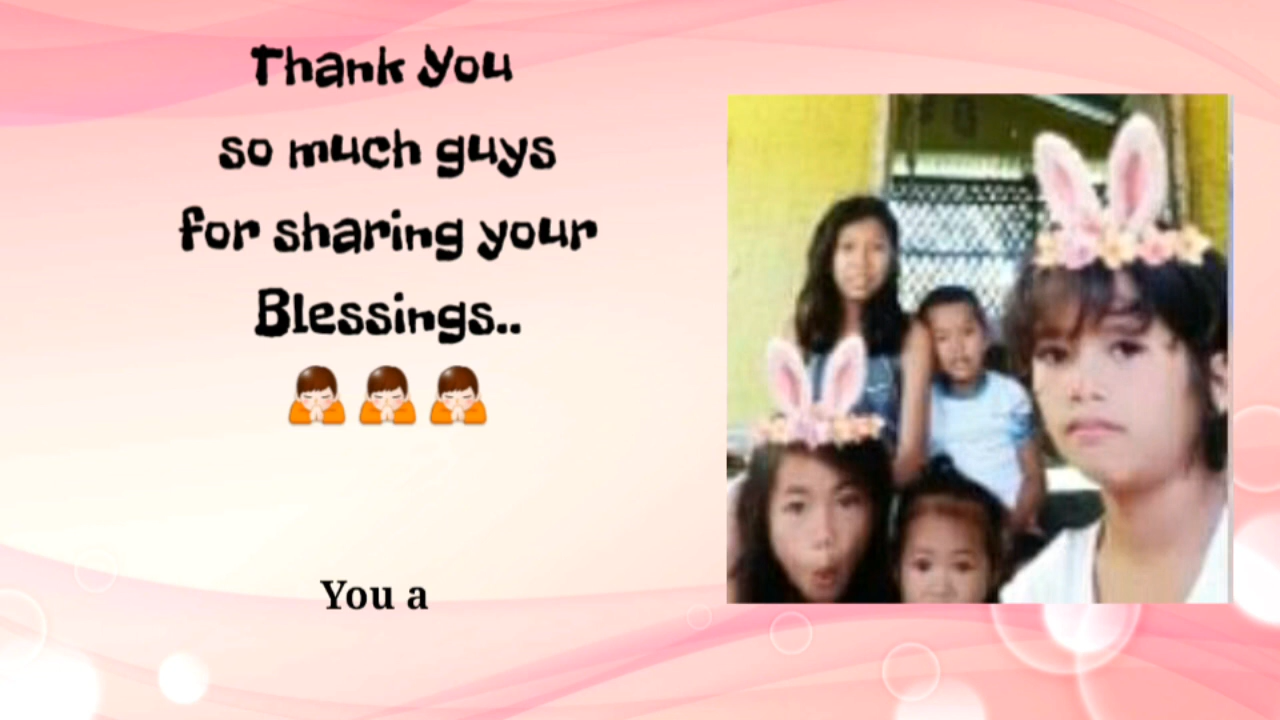 Thank You
so much guys
for sharing your
Blessings..
🙏🙏🙏
You a